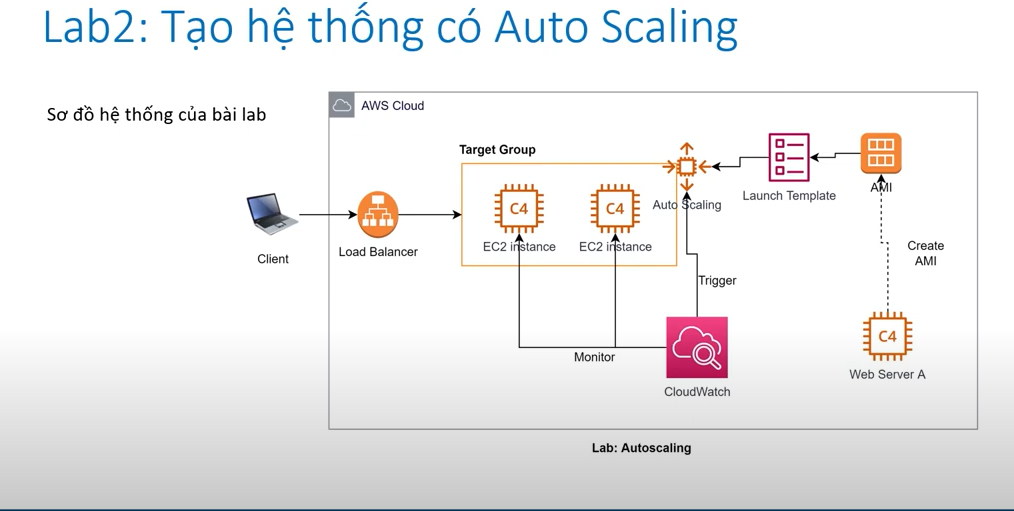 Lab2: Tạo hệ thống có Auto Scaling
Sơ đồ hệ thống của bài lab
AWS Cloud
Target Group
C4
C4
EC2 instance
EC2 instance
Auto Scaling
Launch Template
AMI
Client
Load Balancer
Create
AMI
Trigger
Monitor
CloudWatch
C4
Web Server A
Lab: Autoscaling